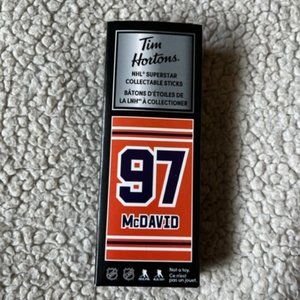 Tim
Hortons.
NHL® SUPERSTAR
COLLECTABLE STICKS
BÂTONS D'ÉTOILES DE
LA LNH™ À COLLECTIONNER
97
McDAVID
Not a toy.
Ce n'est
pas un jouet.